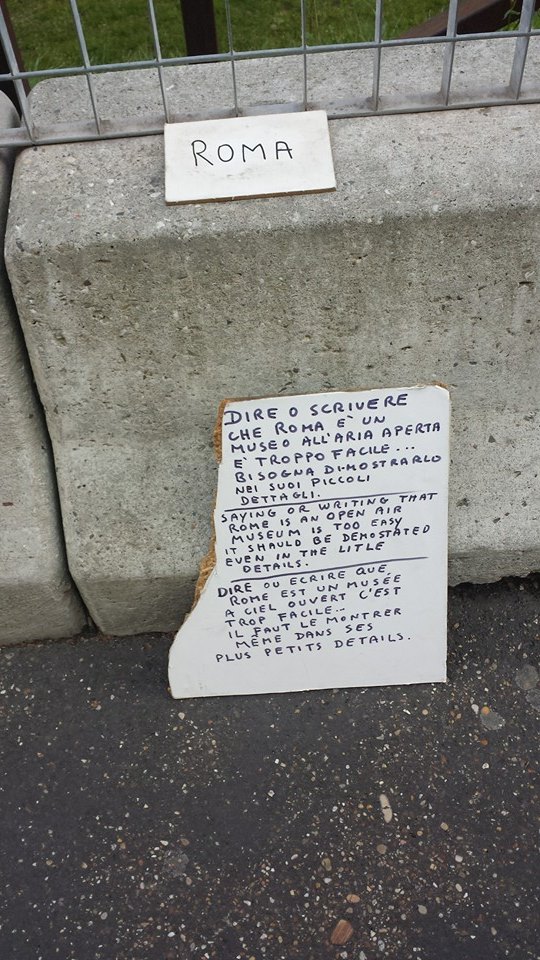 ROMA
DIRE O SCRIVERE
CHE ROMA E' UN
MUSEO ALL'ARIA APERTA
E' TROPPO FACILE...
BISOGNA DIMOSTRARLO
NEI SUOI PICCOLI
DETTAGLI.
SAYING OR WRITING THAT
ROME IS AN OPEN AIR
MUSEUM IS TOO EASY
IT SHAULD BE DEMOSTATED
EVEN IN THE LITLE
DETAILS.
DIRE OU ECRIRE QUE
ROME EST UN MUSÉE
A CIEL OUVERT C'EST
TROP FACILE...
IL FAUT LE MONTRER
MÊME DANS SES
PLUS PETITS DETAILS.